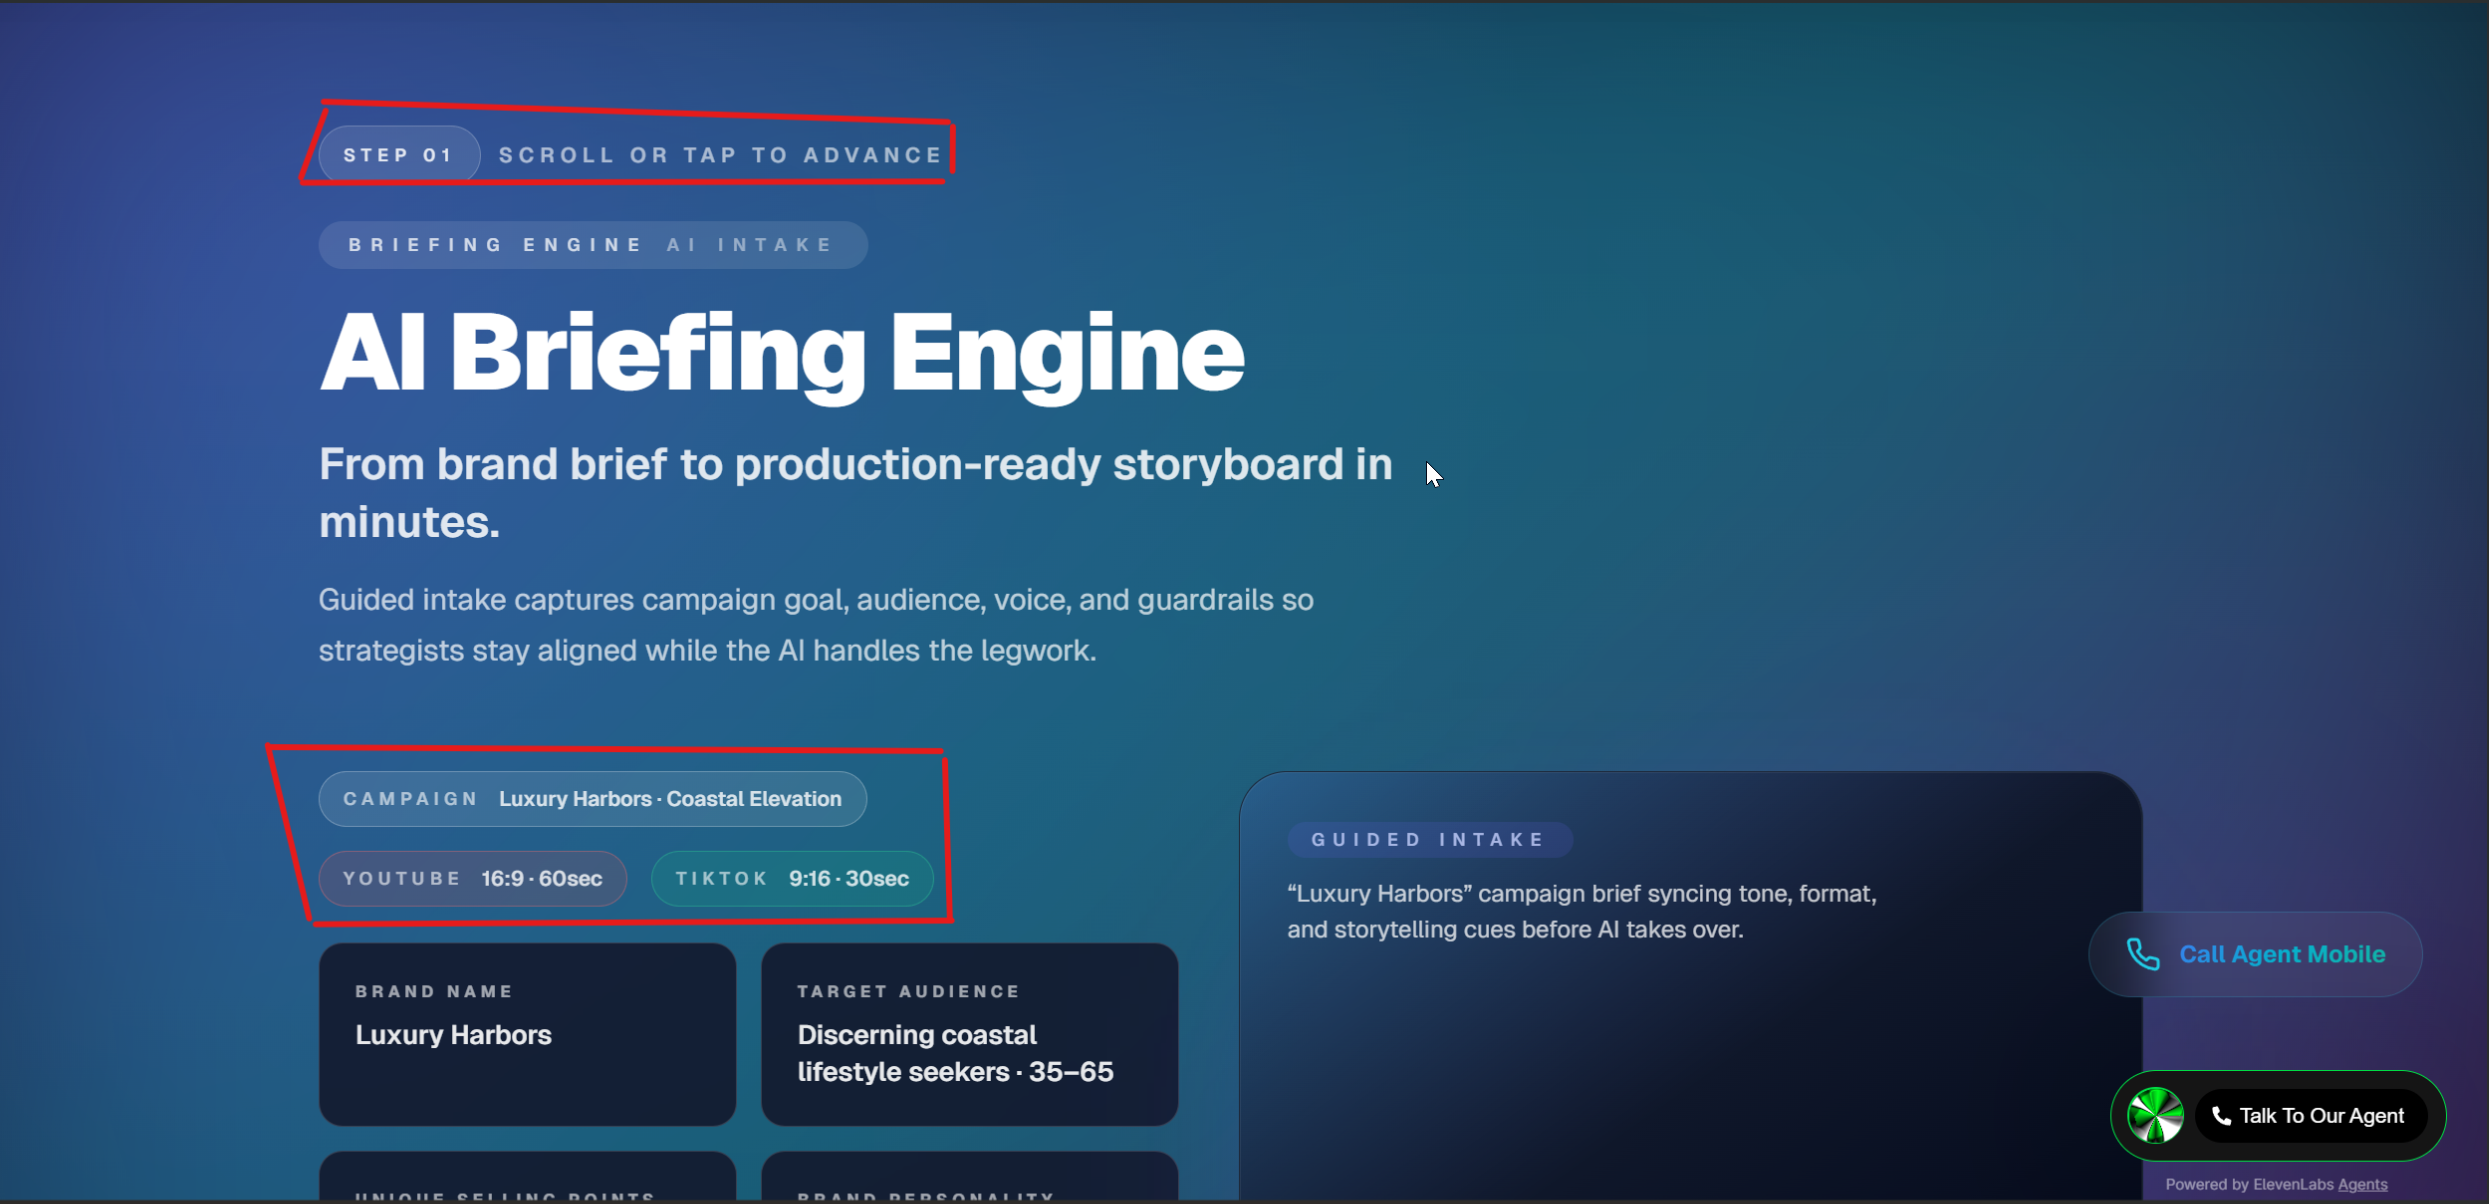 STEP 01 SCROLL OR TAP TO ADVANCE
BRIEFING ENGINE AI INTAKE
AI Briefing Engine
From brand brief to production-ready storyboard in
minutes.
Guided intake captures campaign goal, audience, voice, and guardrails so
strategists stay aligned while the AI handles the legwork.
CAMPAIGN Luxury Harbors · Coastal Elevation
YOUTUBE 16:9 · 60sec TIKTOK 9:16 · 30sec
BRAND NAME
Luxury Harbors
TARGET AUDIENCE
Discerning coastal
lifestyle seekers · 35–65
UNIQUE SELLING POINTS
BRAND PERSONALITY
GUIDED INTAKE
“Luxury Harbors” campaign brief syncing tone, format,
and storytelling cues before AI takes over.
Call Agent Mobile
Talk To Our Agent
Powered by ElevenLabs Agents